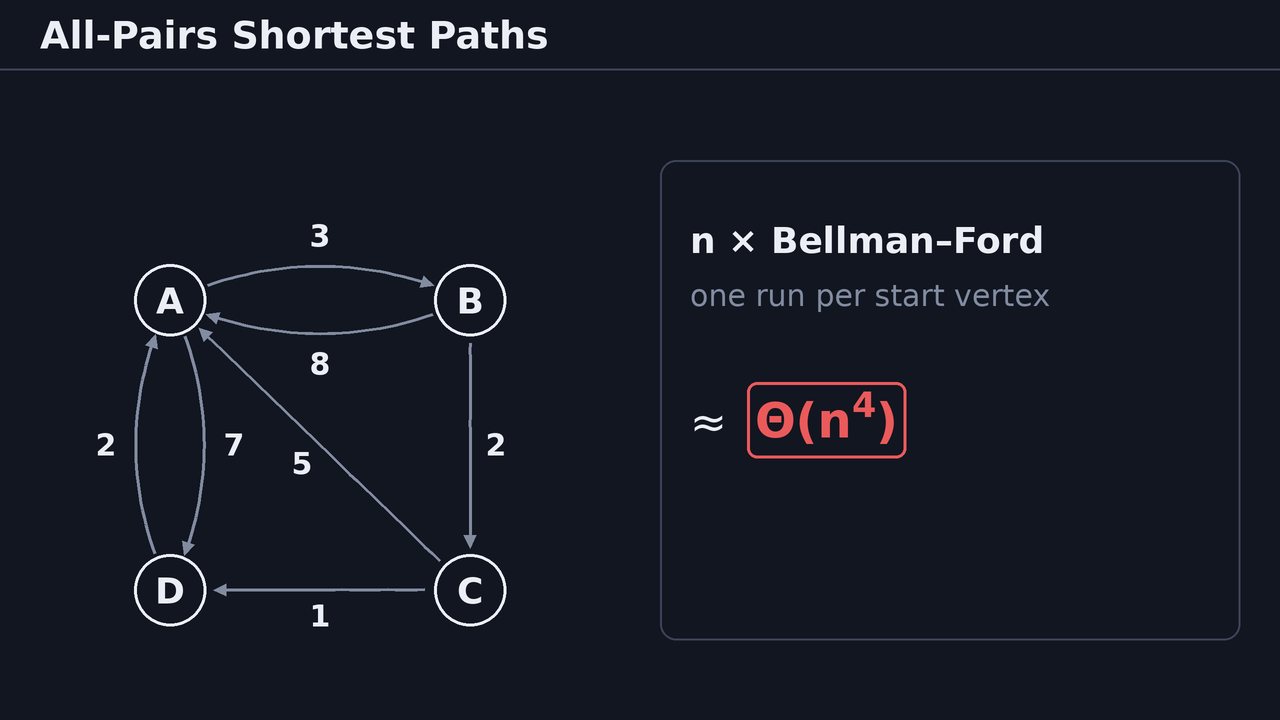 All-Pairs Shortest Paths
3
A
B
8
2
7
5
2
D
C
1
n × Bellman–Ford
one run per start vertex
≈ Θ(n⁴)